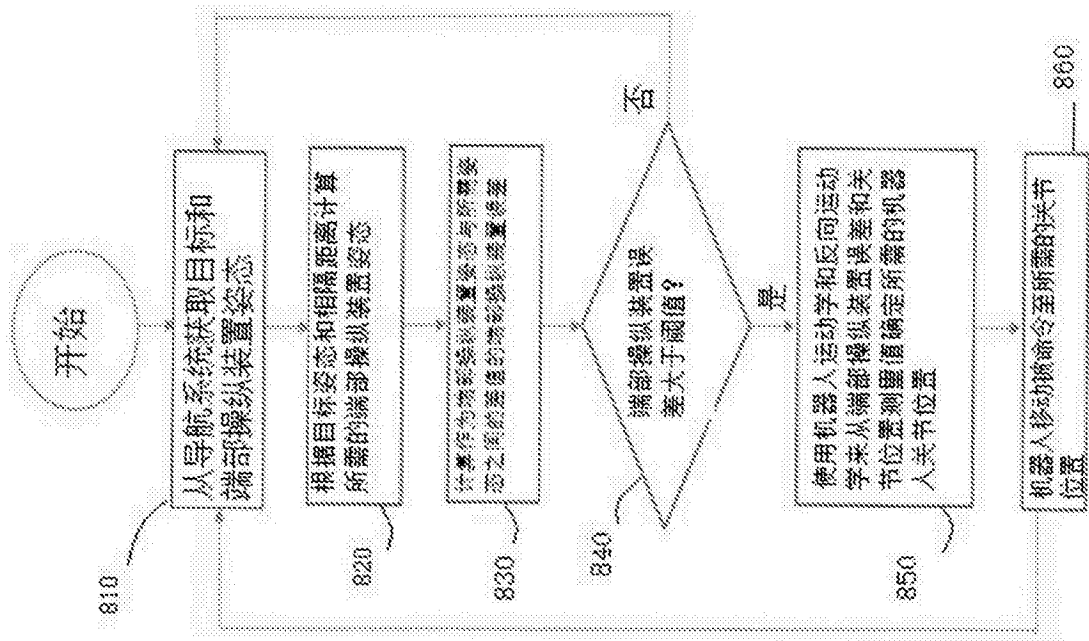 开始
从导航系统获取目标和
端部操纵装置姿态
810
根据目标姿态和相隔距离计算
所需的端部操纵装置姿态
820
计算作为端部操纵装置姿态与所需姿
态之间的差值的端部操纵装置误差
830
端部操纵装置误
差大于阈值?
840
否
是
使用机器人运动学和反向运动
学来从端部操纵装置误差和关
节位置测量值确定所需的机器
人关节位置
850
机器人移动被命令至所需的关节
位置
860